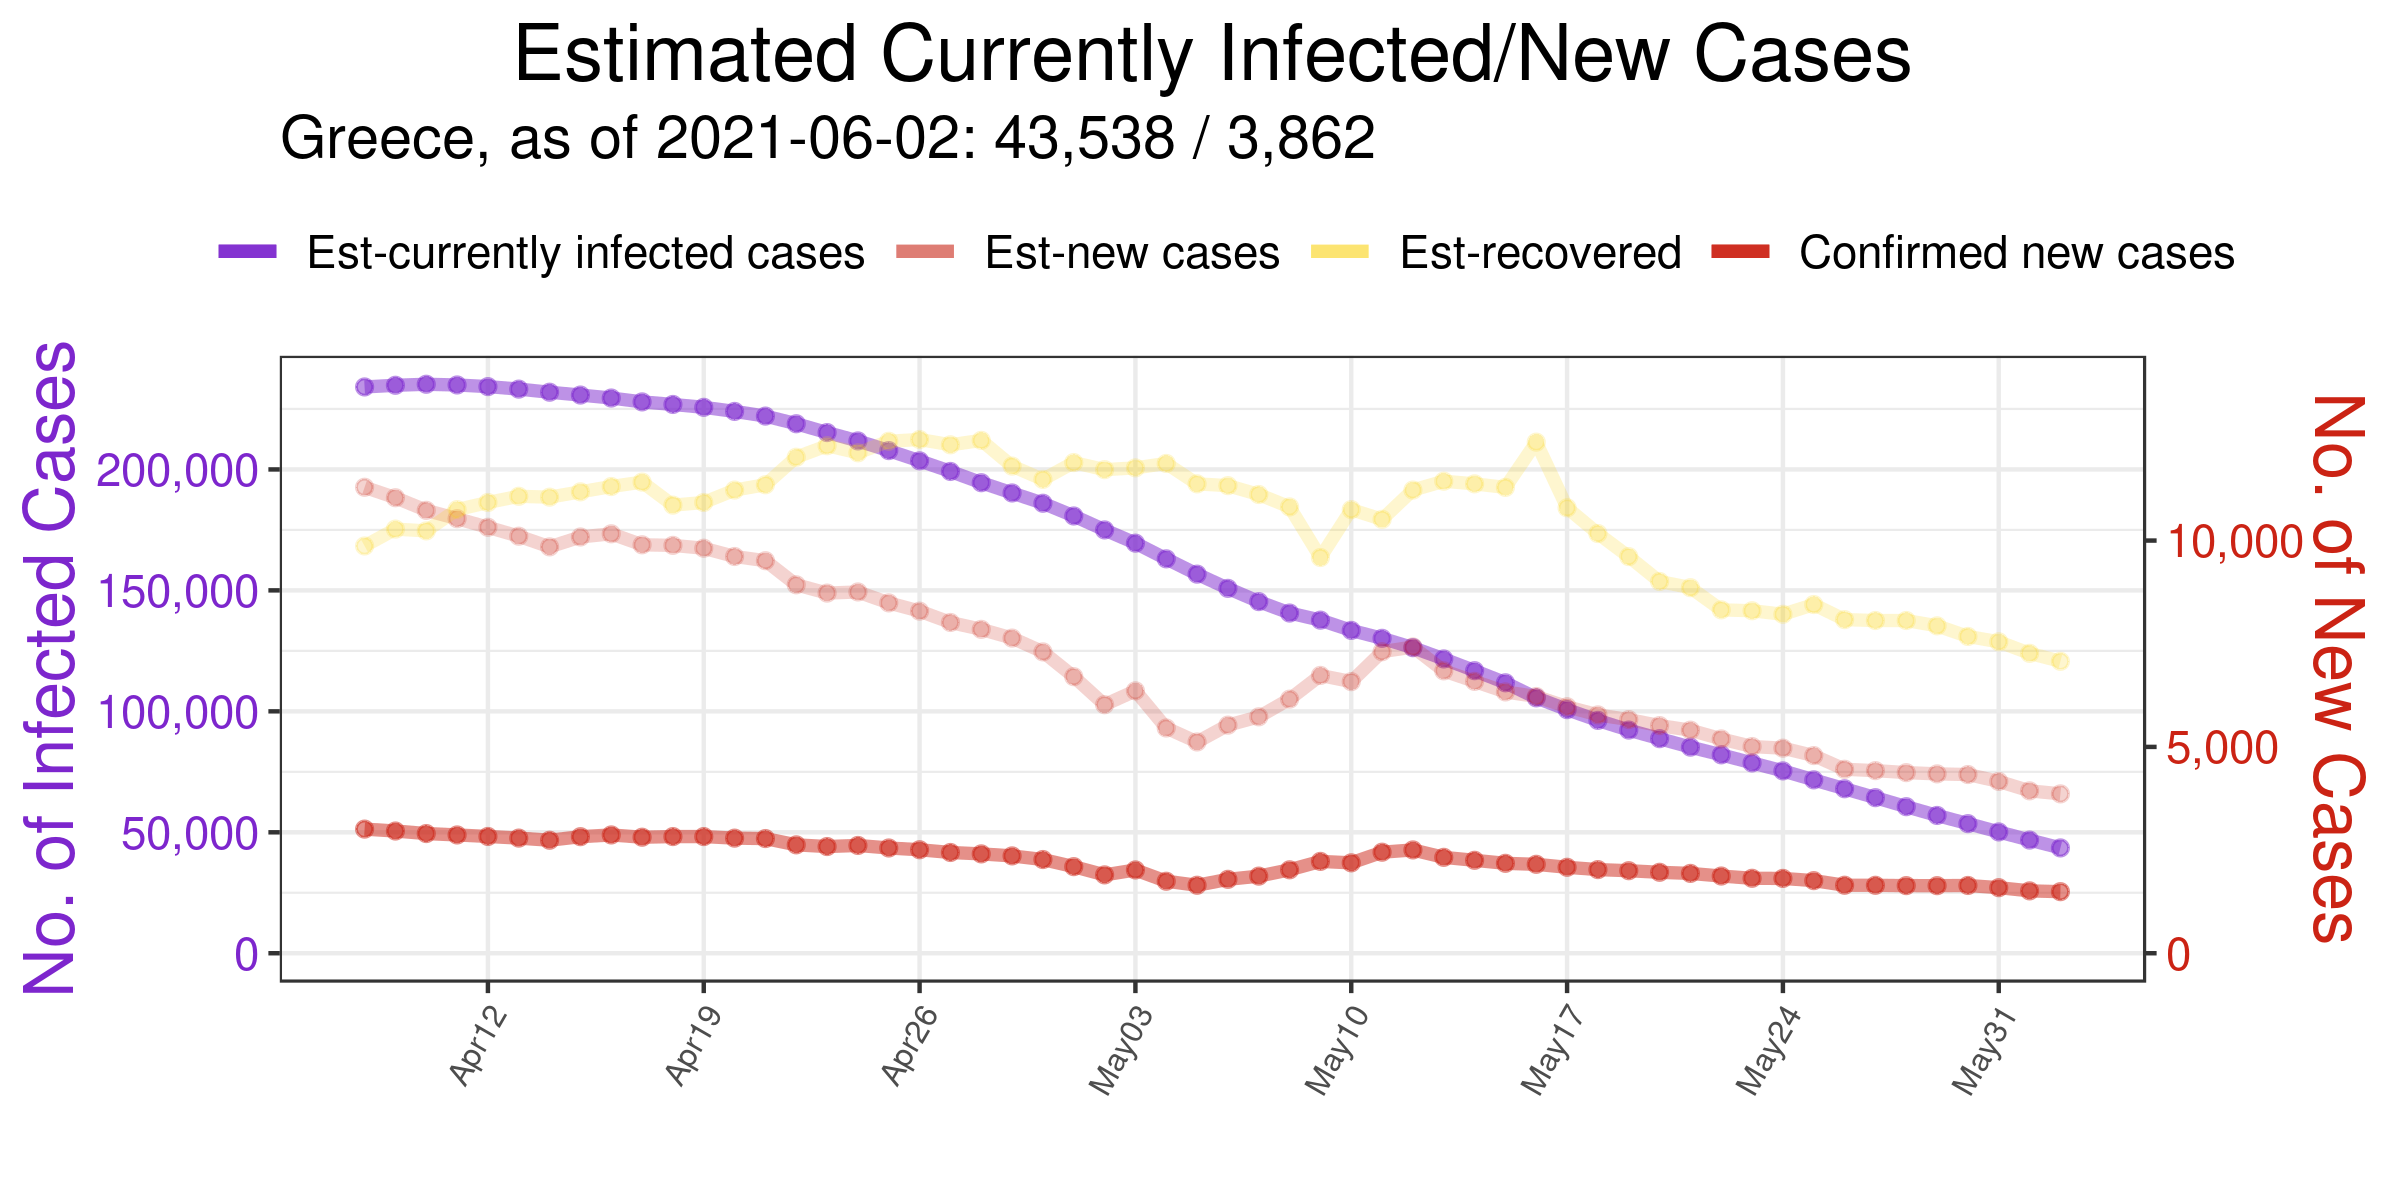 Estimated Currently Infected/New Cases
Greece, as of 2021-06-02: 43,538 / 3,862
Est-currently infected cases Est-new cases Est-recovered Confirmed new cases
No. of Infected Cases
200,000
150,000
100,000
50,000
0
10,000
5,000
0
No. of New Cases
Apr12 Apr19 Apr26 May03 May10 May17 May24 May31